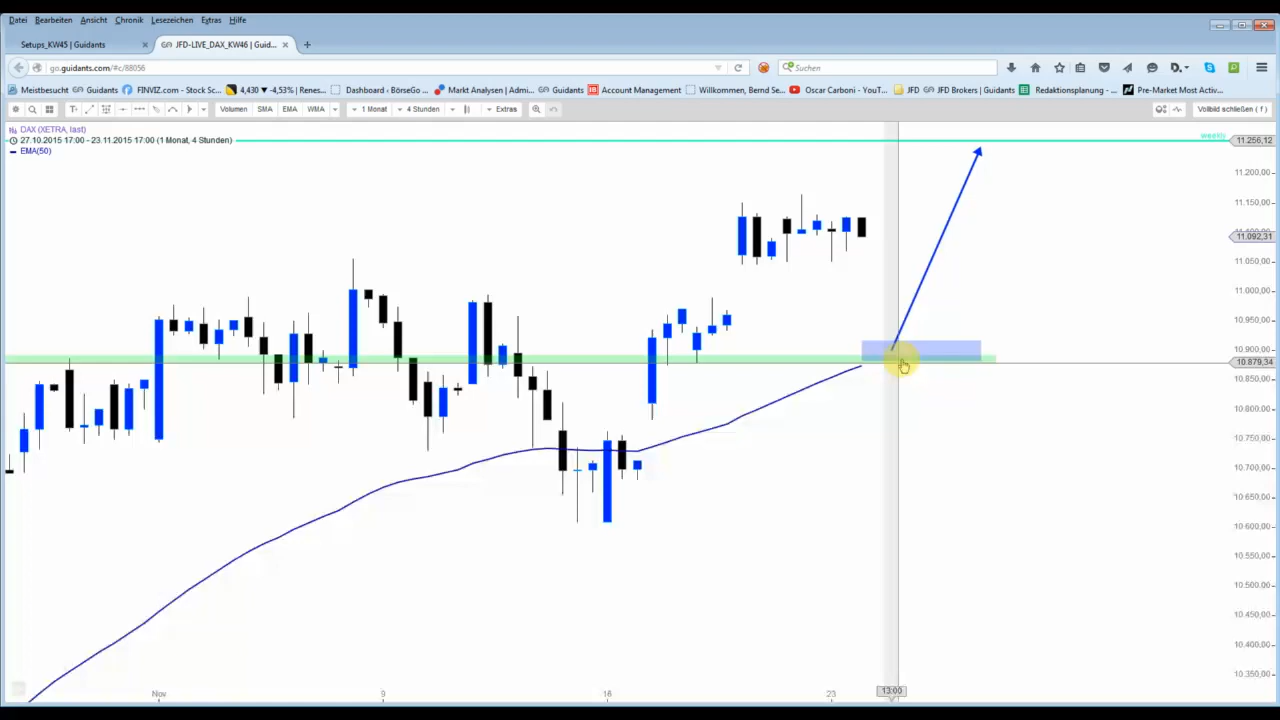 Datei Bearbeiten Ansicht Chronik Lesezeichen Extras Hilfe
Setups_KW45 | Guidants × JFD-LIVE_DAX_KW46 | Guid... × +
go.guidants.com/#c/88056 Suchen
Meistbesucht Guidants FINVIZ.com - Stock Sc... 4,430 -4,53%, Renes... Dashboard ‹ BörseGo ... Markt Analysen | Admi... Guidants Account Management Willkommen, Bernd Se... Oscar Carboni - YouT... JFD JFD Brokers | Guidants Redaktionsplanung - ... Pre-Market Most Activ...
Volumen SMA EMA WMA 1 Monat 4 Stunden Extras Vollbild schließen ( f )
DAX (XETRA, last)
weekly
27.10.2015 17:00 - 23.11.2015 17:00 (1 Monat, 4 Stunden)
11.256,12
EMA(50)
11.200,00
11.150,00
11.092,31
11.050,00
11.000,00
10.950,00
10.900,00
10.879,34
10.850,00
10.800,00
10.750,00
10.700,00
10.650,00
10.600,00
10.550,00
10.500,00
10.450,00
10.400,00
10.350,00
Nov 9 16 23 13:00